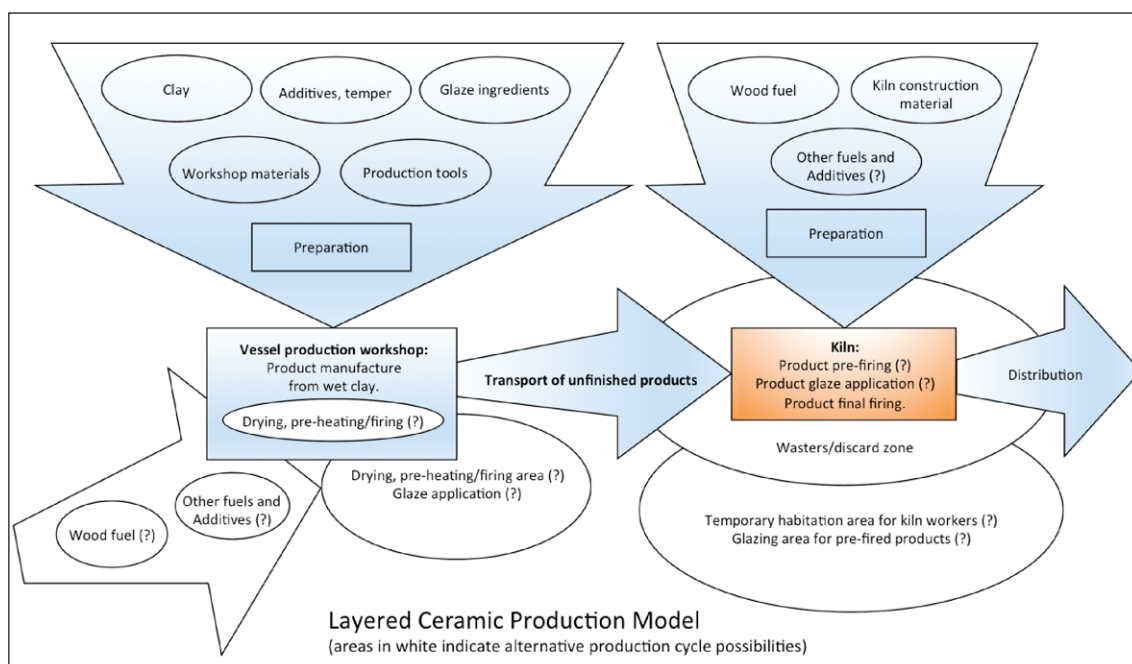 Clay
Additives, temper
Glaze ingredients
Workshop materials
Production tools
Preparation
Wood fuel
Kiln construction
material
Other fuels and
Additives (?)
Preparation
Vessel production workshop:
Product manufacture
from wet clay.
Drying, pre-heating/firing (?)
Transport of unfinished products
Kiln:
Product pre-firing (?)
Product glaze application (?)
Product final firing.
Distribution
Wasters/discard zone
Drying, pre-heating/firing area (?)
Glaze application (?)
Other fuels and
Additives (?)
Wood fuel (?)
Temporary habitation area for kiln workers (?)
Glazing area for pre-fired products (?)
Layered Ceramic Production Model
(areas in white indicate alternative production cycle possibilities)